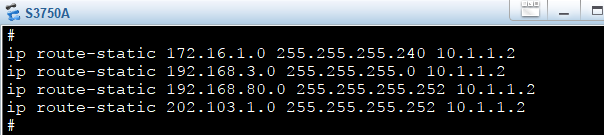 S3750A
#
ip route-static 172.16.1.0 255.255.255.240 10.1.1.2
ip route-static 192.168.3.0 255.255.255.0 10.1.1.2
ip route-static 192.168.80.0 255.255.255.252 10.1.1.2
ip route-static 202.103.1.0 255.255.255.252 10.1.1.2
#